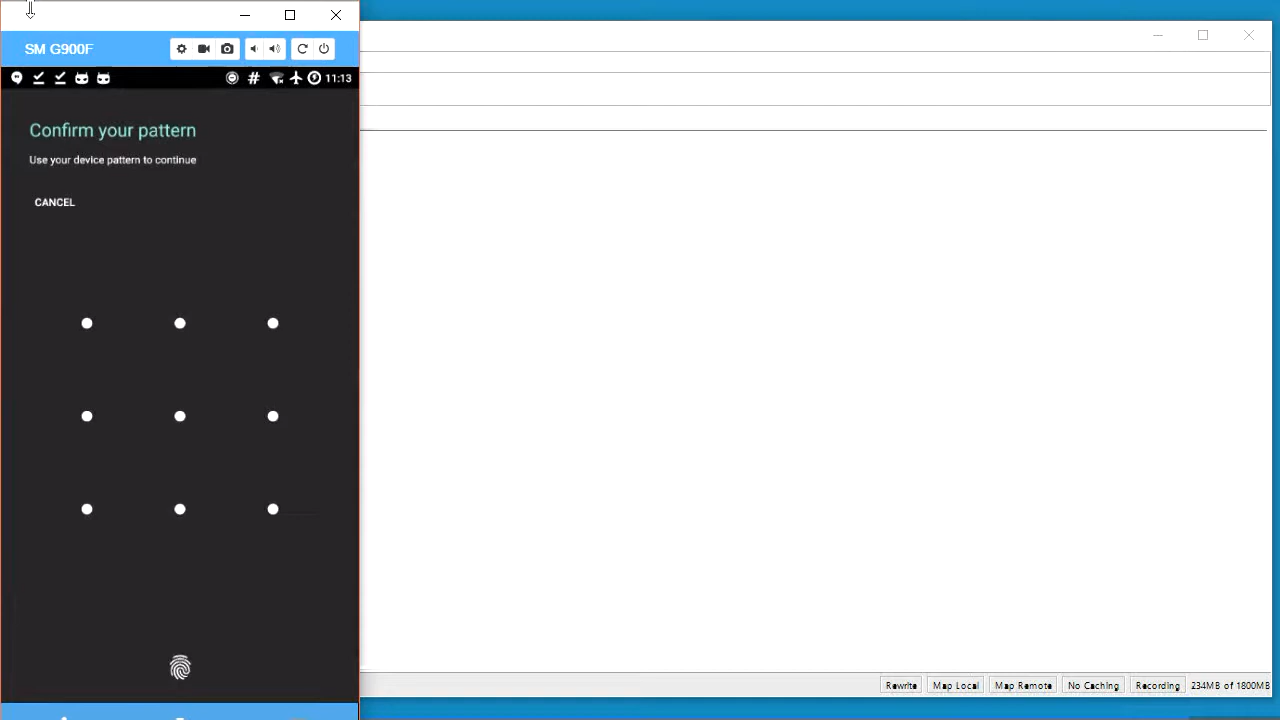 SM G900F
11:13
Confirm your pattern
Use your device pattern to continue
CANCEL
Rewrite Map Local Map Remote No Caching Recording 234MB of 1800MB